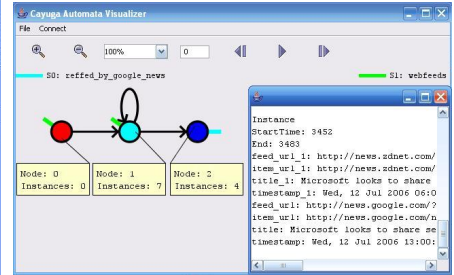 Cayuga Automata Visualizer
File Connect
100%
0
S0: reffed_by_google_news
S1: webfeeds
Node: 0
Instances: 0
Node: 1
Instances: 7
Node: 2
Instances: 4
Instance
StartTime: 3452
End: 3483
feed_url_1: http://news.zdnet.com/
item_url_1: http://news.zdnet.com/
title_1: Microsoft looks to share
timestamp_1: Wed, 12 Jul 2006 06:0
feed_url: http://news.google.com/?
item_url: http://news.google.com/n
title: Microsoft looks to share se
timestamp: Wed, 12 Jul 2006 13:00: